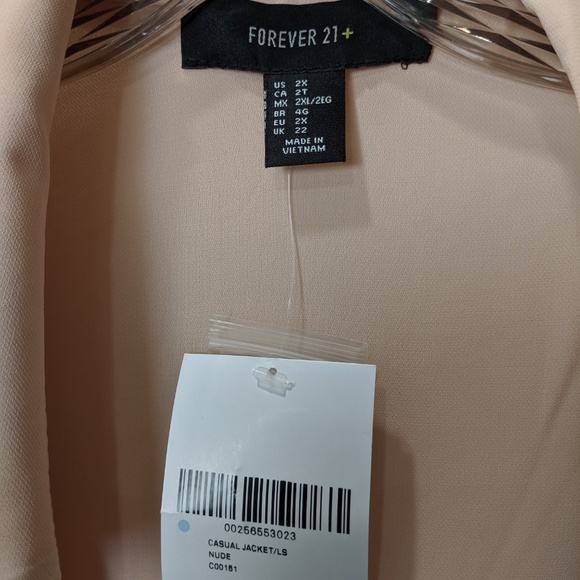 FOREVER 21+
US 2X
CA 2T
MX 2XL/2EG
BR 4G
EU 2X
UK 22
MADE IN
VIETNAM
00256553023
CASUAL JACKET/LS
NUDE
C00161